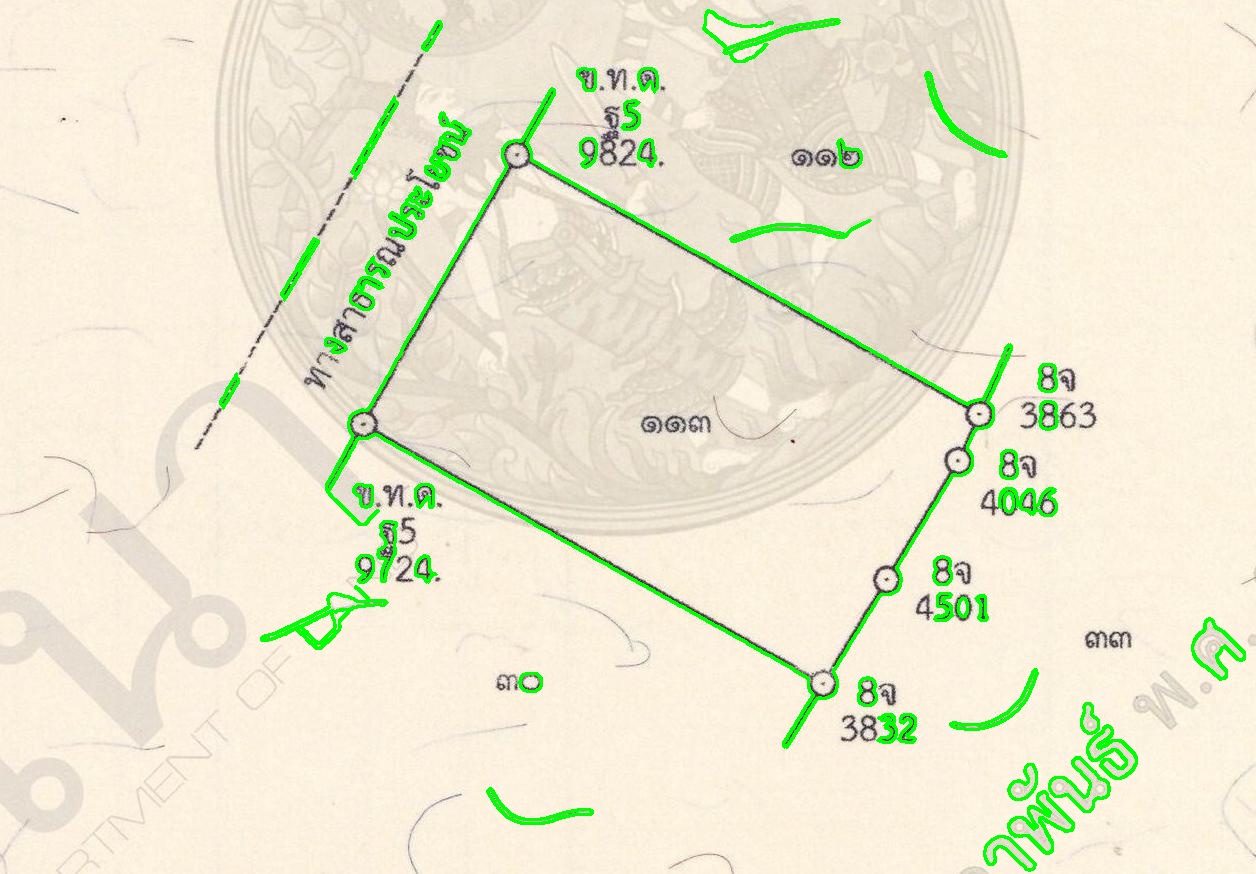 ข.ท.ด.
ฐ5
9824.
๑๑๒
ทางสาธารณประโยชน์
8จ
3863
๑๑๓
8จ
4046
ข.ท.ด.
ฐ5
9724.
8จ
4501
๓๓
๓๐
8จ
3832
าพันธ์ พ.ศ.